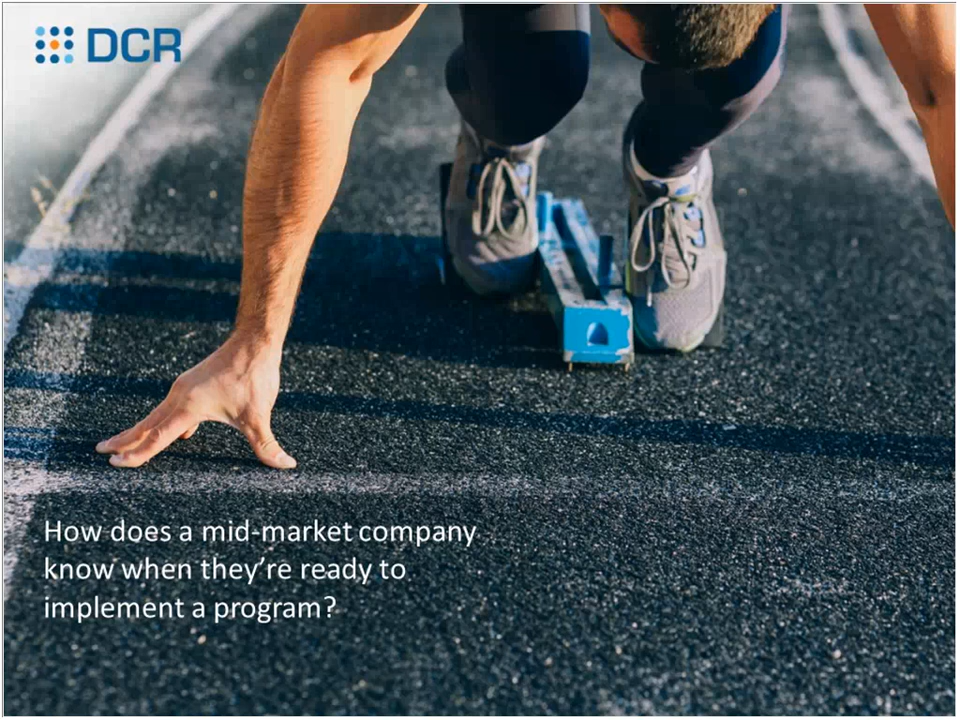 DCR
How does a mid-market company
know when they're ready to
implement a program?